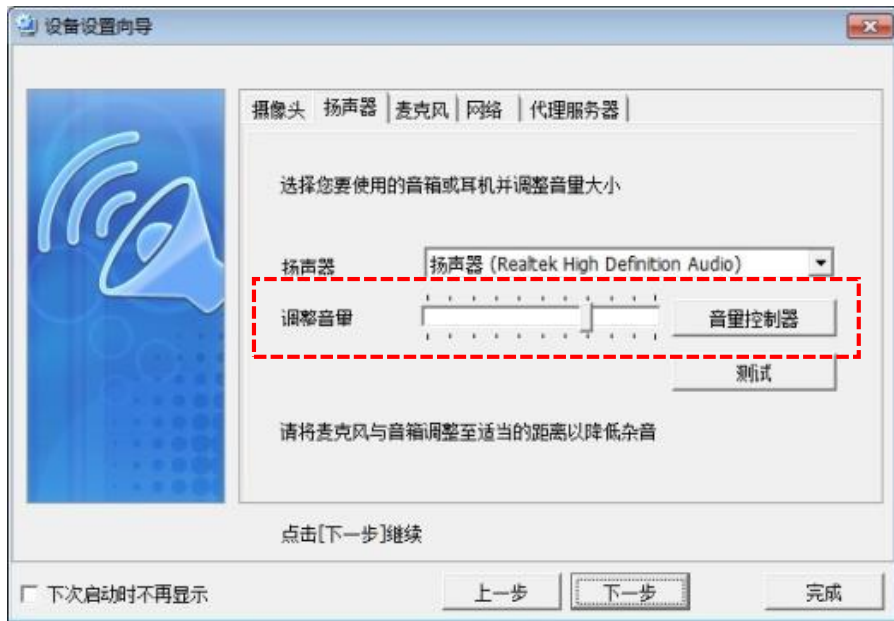 设备设置向导
摄像头 扬声器 麦克风 网络 代理服务器
选择您要使用的音箱或耳机并调整音量大小
扬声器 扬声器 (Realtek High Definition Audio)
调整音量 音量控制器
测试
请将麦克风与音箱调整至适当的距离以降低杂音
点击[下一步]继续
下次启动时不再显示 上一步 下一步 完成